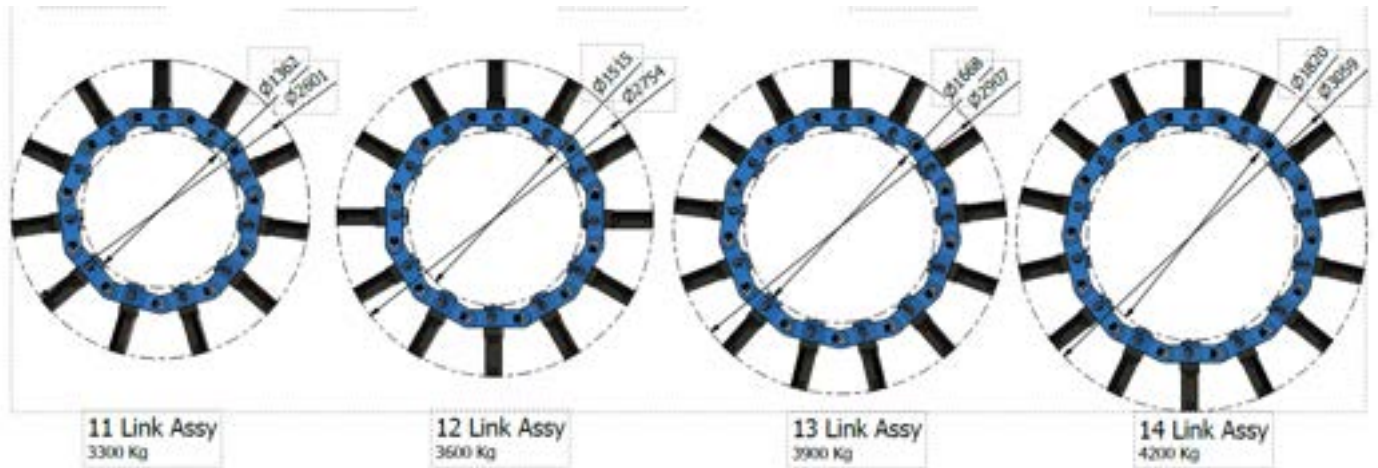 Ø1362
Ø2601
Ø1515
Ø2754
Ø1668
Ø2907
Ø1820
Ø3059
11 Link Assy
3300 Kg
12 Link Assy
3600 Kg
13 Link Assy
3900 Kg
14 Link Assy
4200 Kg